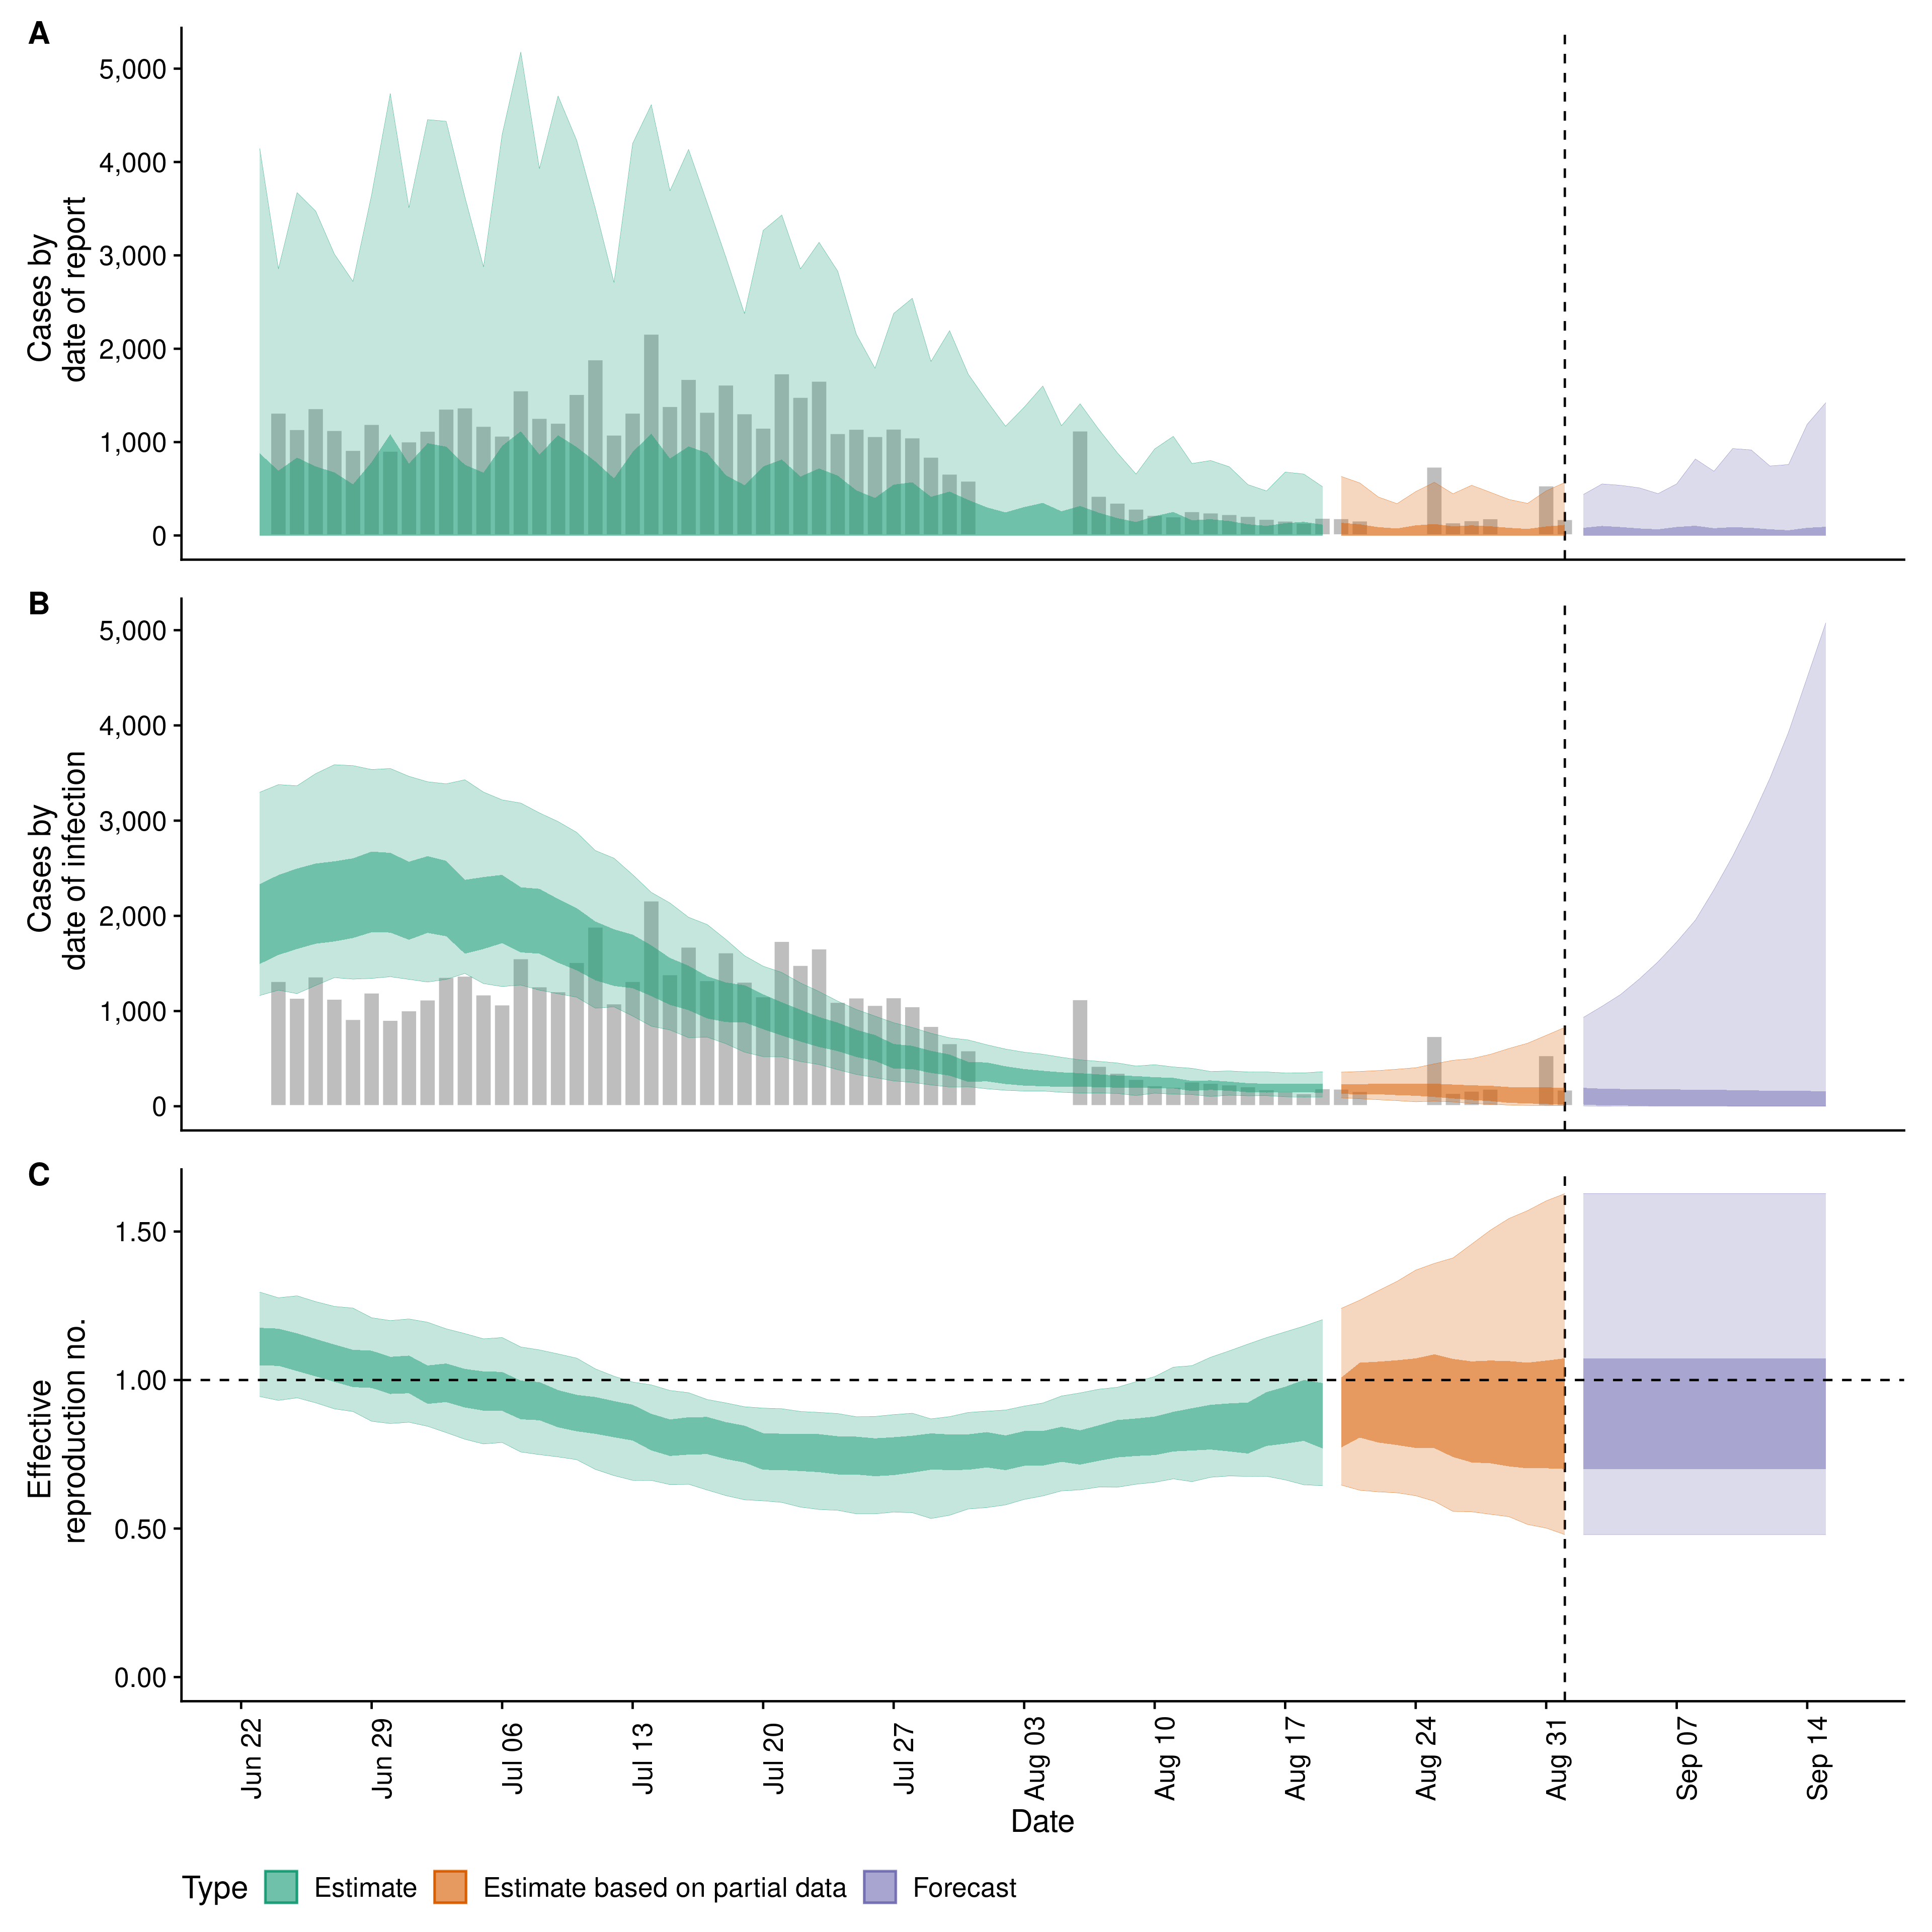 A
5,000
4,000
3,000
2,000
1,000
0
Cases by
date of report
B
5,000
4,000
3,000
2,000
1,000
0
Cases by
date of infection
C
1.50
1.00
0.50
0.00
Effective
reproduction no.
Jun 22
Jun 29
Jul 06
Jul 13
Jul 20
Jul 27
Aug 03
Aug 10
Aug 17
Aug 24
Aug 31
Sep 07
Sep 14
Date
Type Estimate Estimate based on partial data Forecast